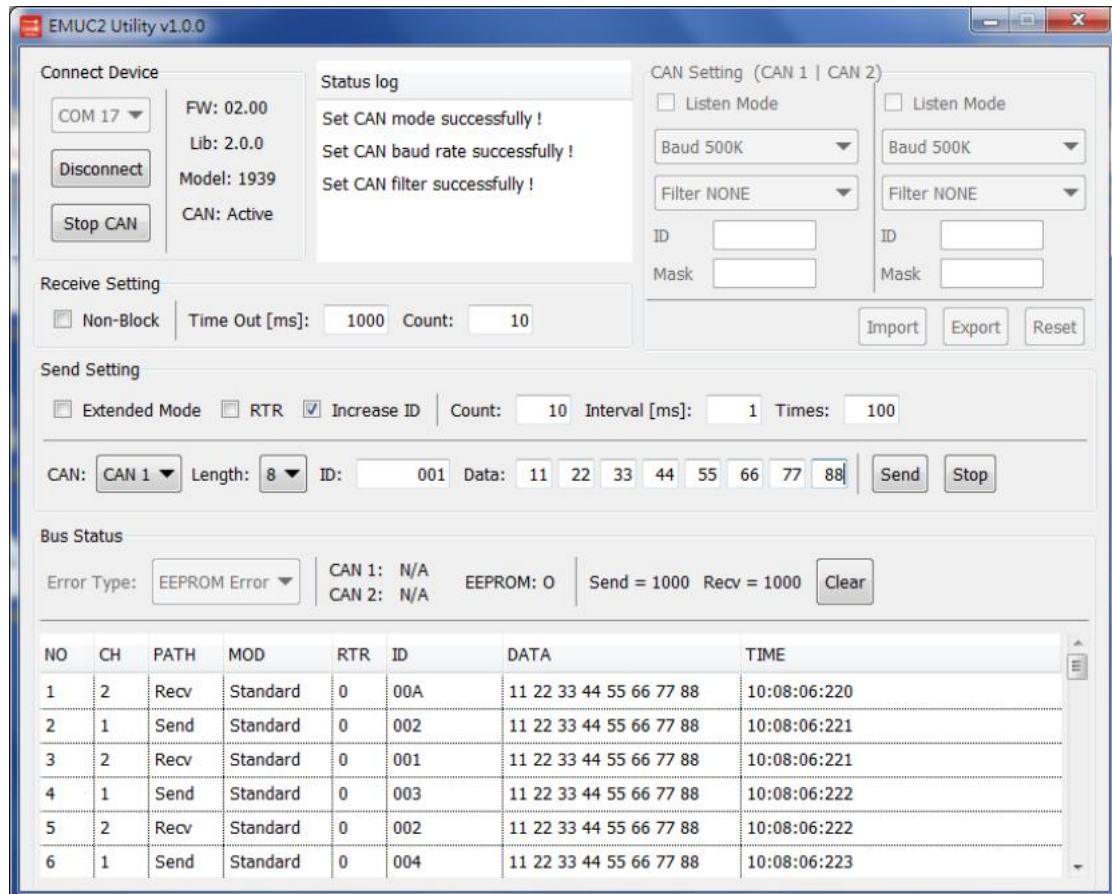 EMUC2 Utility v1.0.0
Connect Device
COM 17
Disconnect
Stop CAN
FW: 02.00
Lib: 2.0.0
Model: 1939
CAN: Active
Status log
Set CAN mode successfully !
Set CAN baud rate successfully !
Set CAN filter successfully !
CAN Setting (CAN 1 | CAN 2)
Listen Mode Listen Mode
Baud 500K Baud 500K
Filter NONE Filter NONE
ID ID
Mask Mask
Import Export Reset
Receive Setting
Non-Block Time Out [ms]: 1000 Count: 10
Send Setting
Extended Mode RTR Increase ID Count: 10 Interval [ms]: 1 Times: 100
CAN: CAN 1 Length: 8 ID: 001 Data: 11 22 33 44 55 66 77 88 Send Stop
Bus Status
Error Type: EEPROM Error
CAN 1: N/A
CAN 2: N/A
EEPROM: O Send = 1000 Recv = 1000 Clear
NO CH PATH MOD RTR ID DATA TIME
1 2 Recv Standard 0 00A 11 22 33 44 55 66 77 88 10:08:06:220
2 1 Send Standard 0 002 11 22 33 44 55 66 77 88 10:08:06:221
3 2 Recv Standard 0 001 11 22 33 44 55 66 77 88 10:08:06:221
4 1 Send Standard 0 003 11 22 33 44 55 66 77 88 10:08:06:222
5 2 Recv Standard 0 002 11 22 33 44 55 66 77 88 10:08:06:222
6 1 Send Standard 0 004 11 22 33 44 55 66 77 88 10:08:06:223